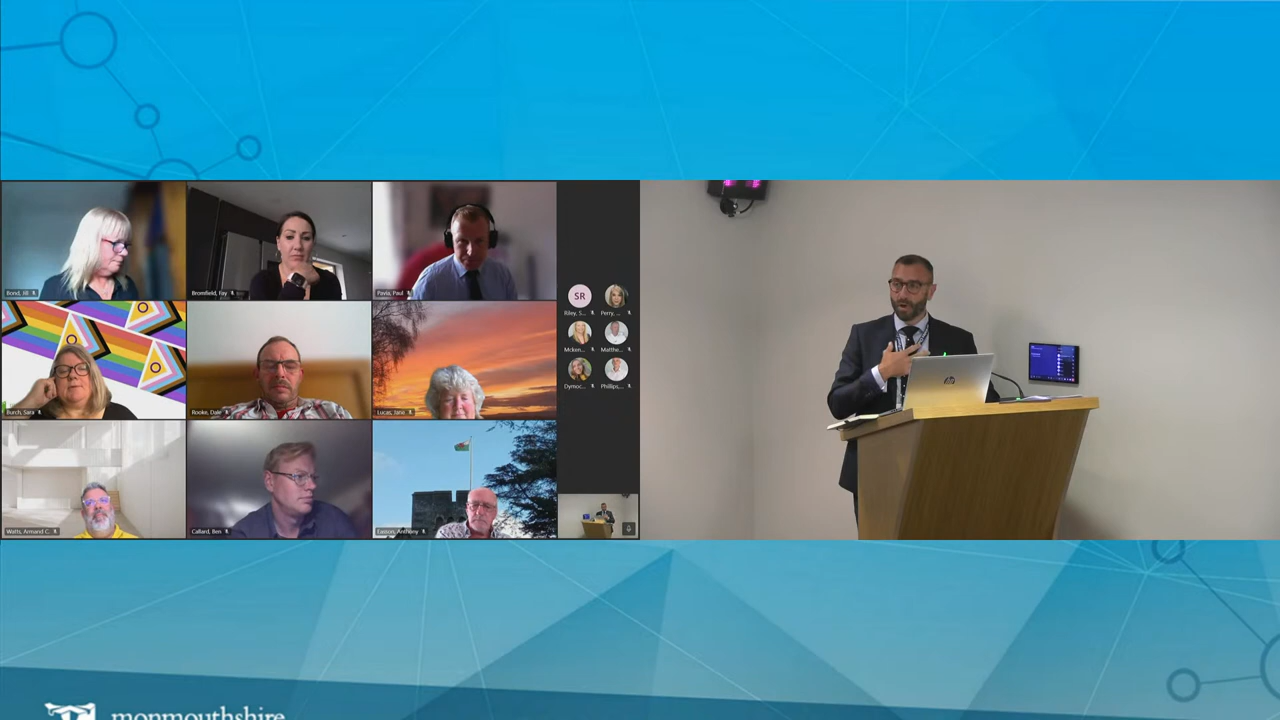 Bond, Jill
Bromfield, Fay
Pavia, Paul
SR
Riley, S...
Perry, ...
Burch, Sara
Rooke, Dale
Lucas, Jane
Mcken...
Matthe...
Dymoc...
Phillips,...
Watts, Armand C.
Callard, Ben
Easson, Anthony
hp
monmouthshire